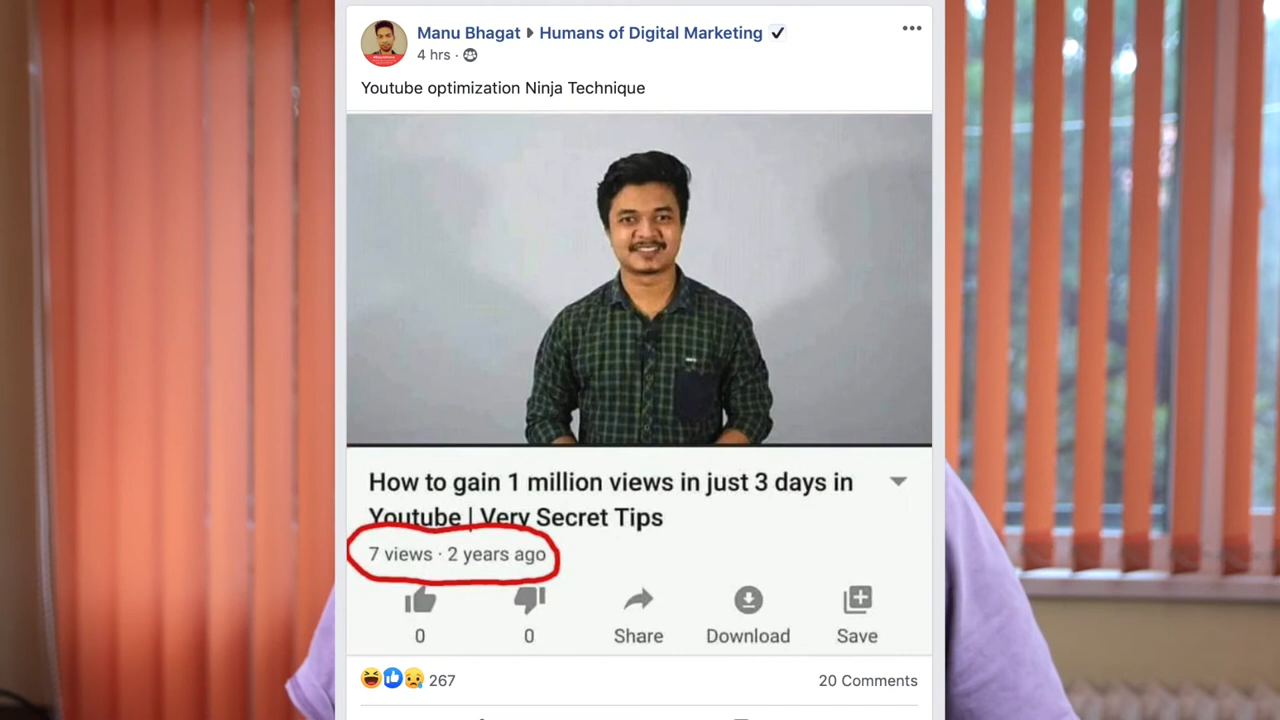 Manu Bhagat ▸ Humans of Digital Marketing ✔
4 hrs ·
Youtube optimization Ninja Technique
How to gain 1 million views in just 3 days in
Youtube | Very Secret Tips
7 views · 2 years ago
0 0 Share Download Save
267 20 Comments